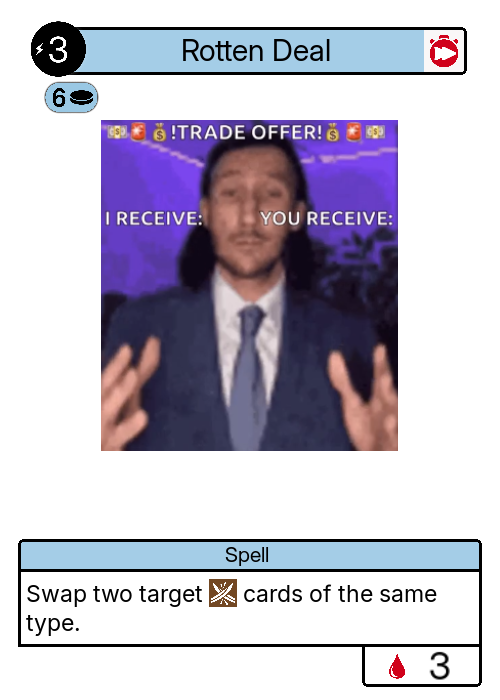 3
Rotten Deal
6
!TRADE OFFER!
I RECEIVE:
YOU RECEIVE:
Spell
Swap two target cards of the same
type.
3